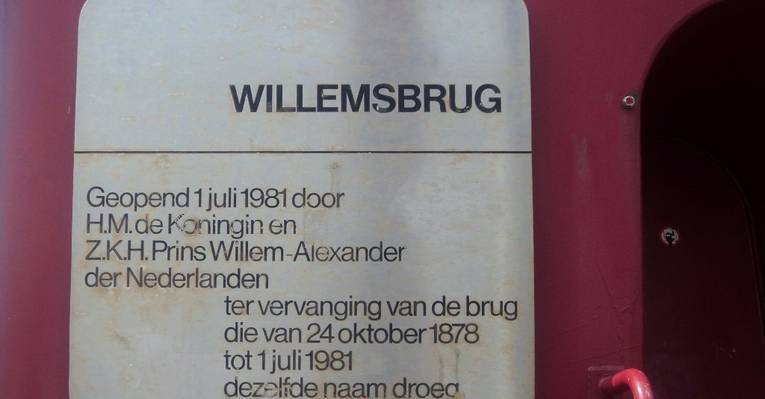 WILLEMSBRUG
Geopend 1 juli 1981 door
H.M. de Koningin en
Z.K.H. Prins Willem-Alexander
der Nederlanden
ter vervanging van de brug
die van 24 oktober 1878
tot 1 juli 1981
dezelfde naam droeg